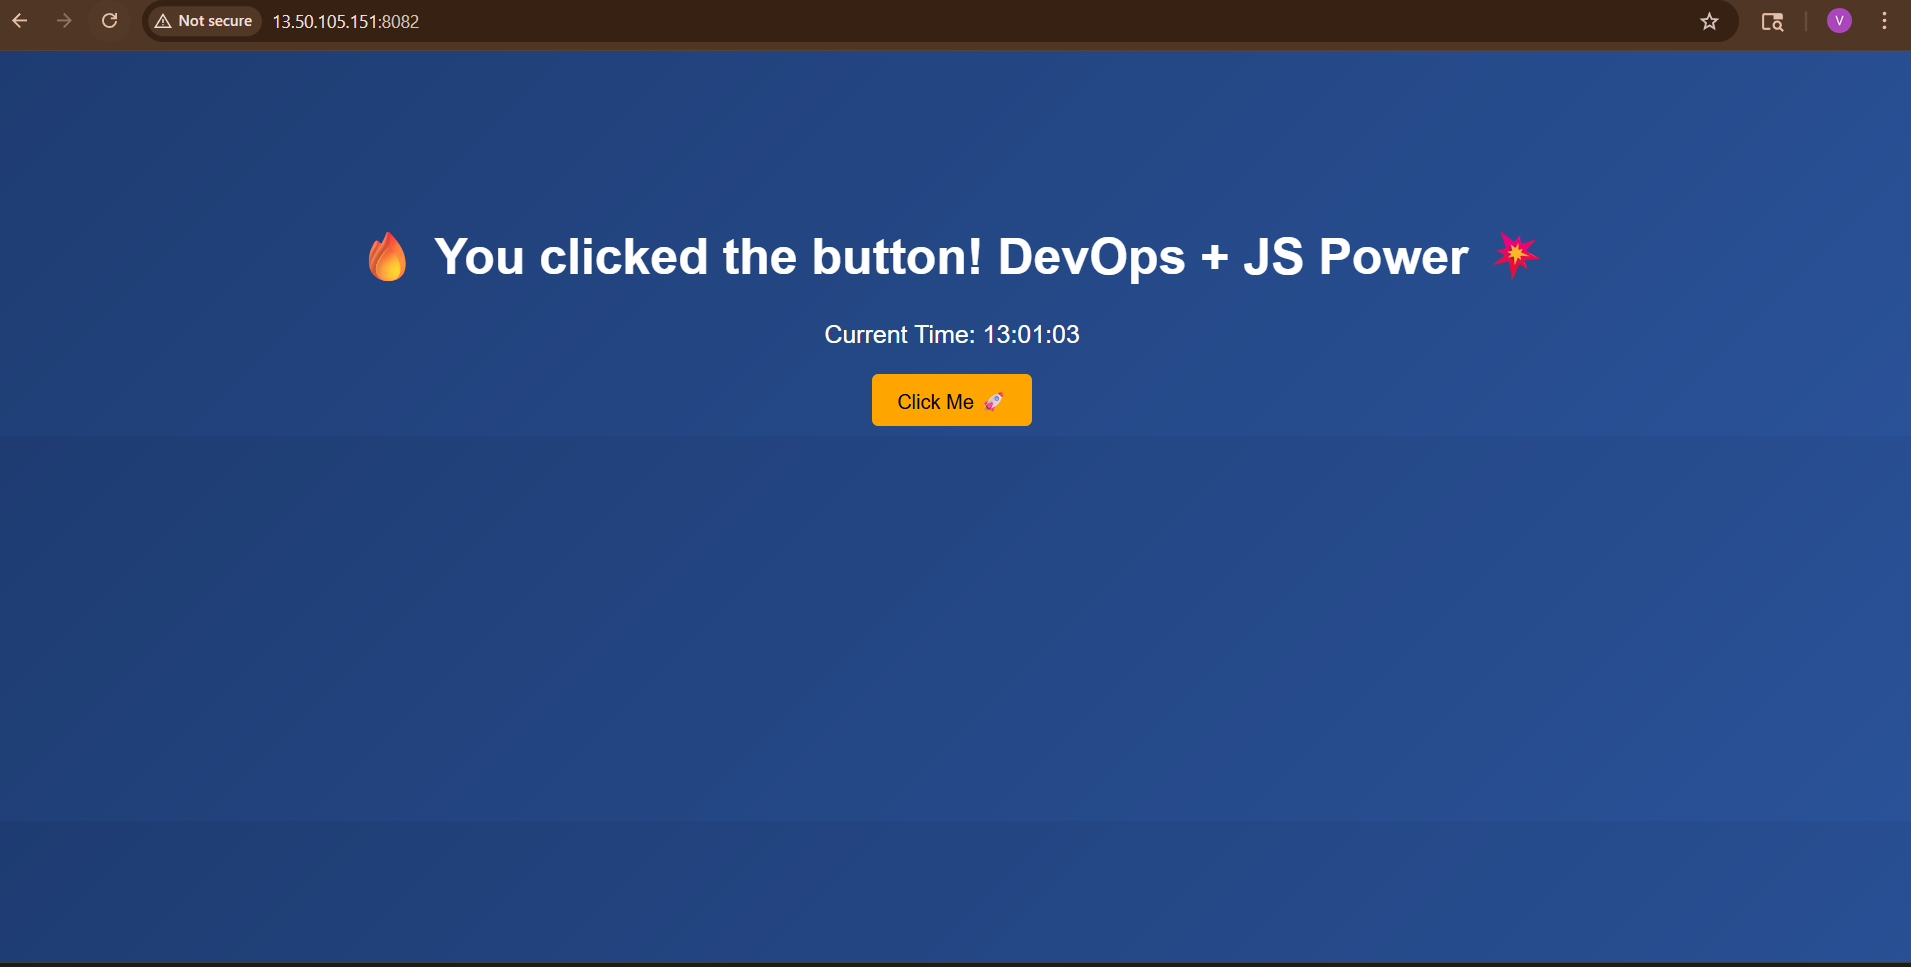 Not secure 13.50.105.151:8082
V
🔥 You clicked the button! DevOps + JS Power 💥
Current Time: 13:01:03
Click Me 🚀